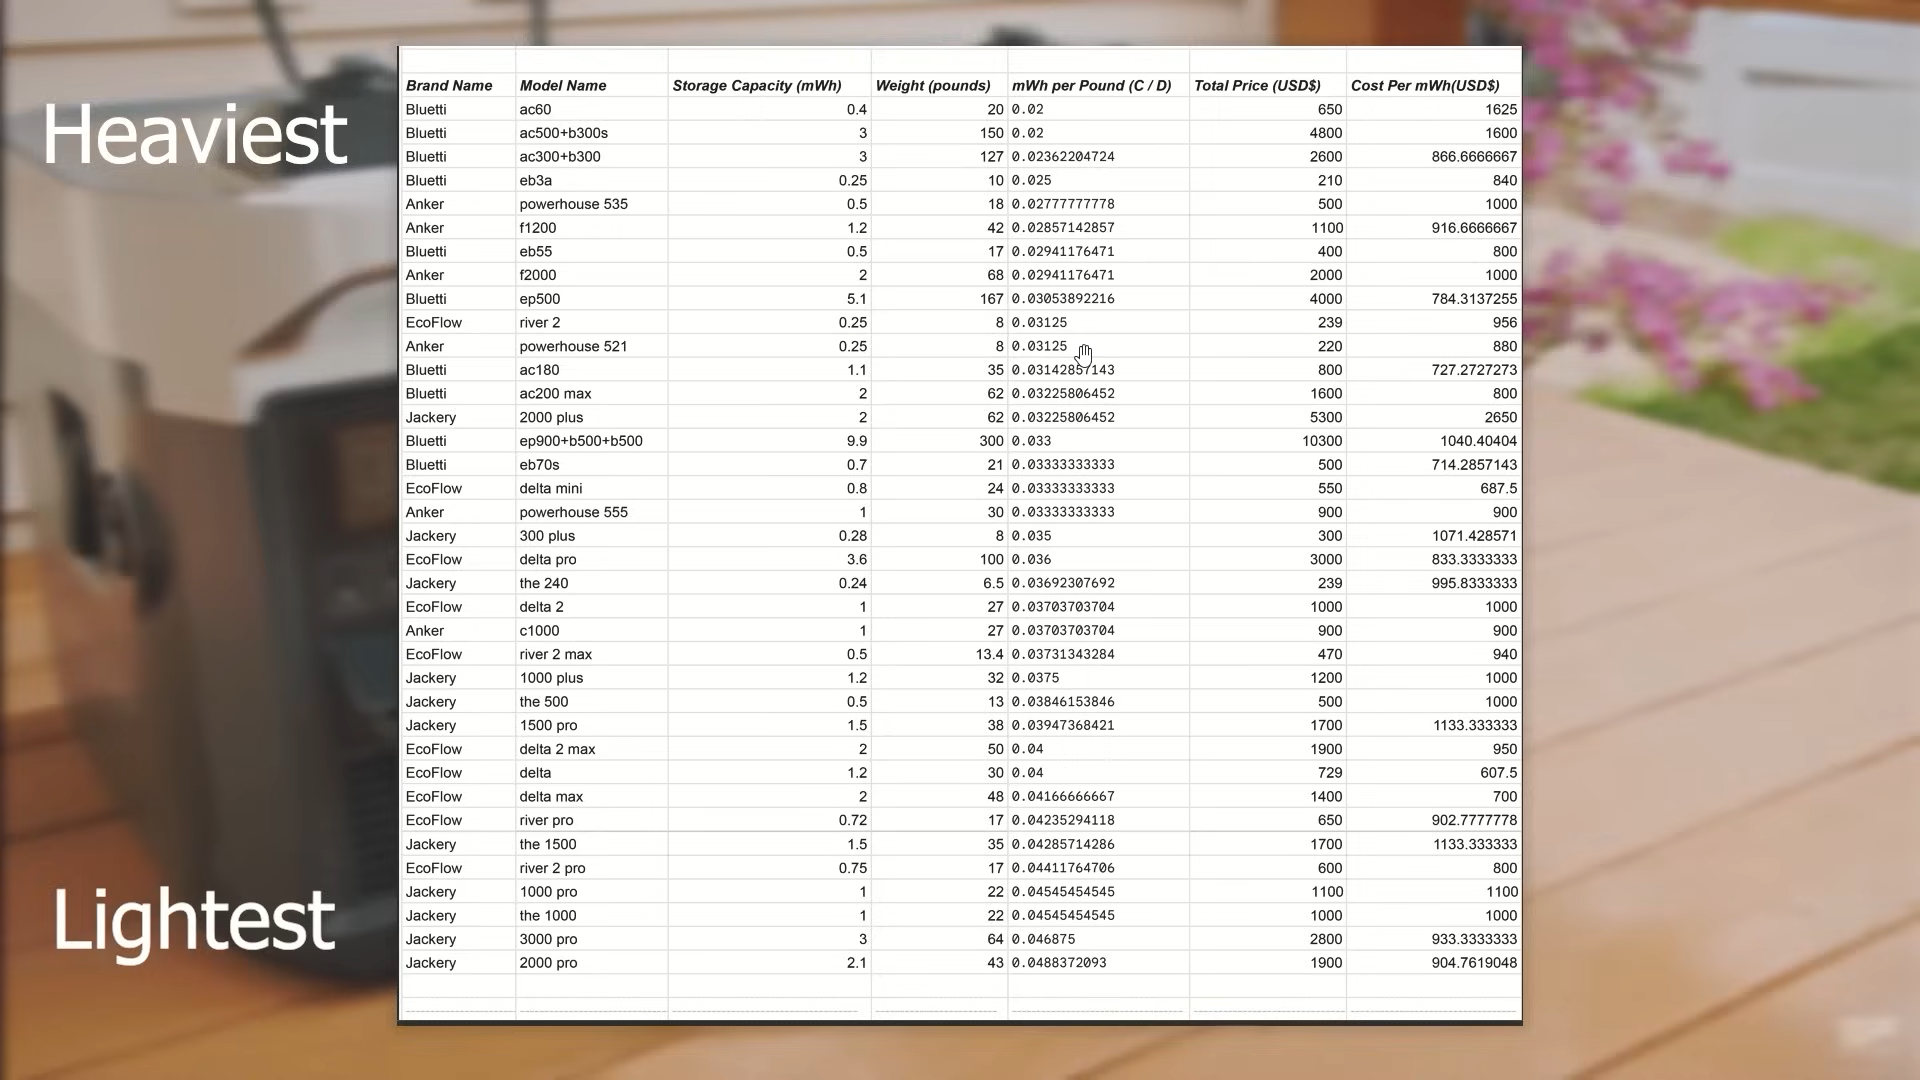 Heaviest
Lightest
Brand Name Model Name Storage Capacity (mWh) Weight (pounds) mWh per Pound (C / D) Total Price (USD$) Cost Per mWh(USD$)
Bluetti ac60 0.4 20 0.02 650 1625
Bluetti ac500+b300s 3 150 0.02 4800 1600
Bluetti ac300+b300 3 127 0.02362204724 2600 866.6666667
Bluetti eb3a 0.25 10 0.025 210 840
Anker powerhouse 535 0.5 18 0.02777777778 500 1000
Anker f1200 1.2 42 0.02857142857 1100 916.6666667
Bluetti eb55 0.5 17 0.02941176471 400 800
Anker f2000 2 68 0.02941176471 2000 1000
Bluetti ep500 5.1 167 0.03053892216 4000 784.3137255
EcoFlow river 2 0.25 8 0.03125 239 956
Anker powerhouse 521 0.25 8 0.03125 220 880
Bluetti ac180 1.1 35 0.03142857143 800 727.2727273
Bluetti ac200 max 2 62 0.03225806452 1600 800
Jackery 2000 plus 2 62 0.03225806452 5300 2650
Bluetti ep900+b500+b500 9.9 300 0.033 10300 1040.40404
Bluetti eb70s 0.7 21 0.03333333333 500 714.2857143
EcoFlow delta mini 0.8 24 0.03333333333 550 687.5
Anker powerhouse 555 1 30 0.03333333333 900 900
Jackery 300 plus 0.28 8 0.035 300 1071.428571
EcoFlow delta pro 3.6 100 0.036 3000 833.3333333
Jackery the 240 0.24 6.5 0.03692307692 239 995.8333333
EcoFlow delta 2 1 27 0.03703703704 1000 1000
Anker c1000 1 27 0.03703703704 900 900
EcoFlow river 2 max 0.5 13.4 0.03731343284 470 940
Jackery 1000 plus 1.2 32 0.0375 1200 1000
Jackery the 500 0.5 13 0.03846153846 500 1000
Jackery 1500 pro 1.5 38 0.03947368421 1700 1133.333333
EcoFlow delta 2 max 2 50 0.04 1900 950
EcoFlow delta 1.2 30 0.04 729 607.5
EcoFlow delta max 2 48 0.04166666667 1400 700
EcoFlow river pro 0.72 17 0.04235294118 650 902.7777778
Jackery the 1500 1.5 35 0.04285714286 1700 1133.333333
EcoFlow river 2 pro 0.75 17 0.04411764706 600 800
Jackery 1000 pro 1 22 0.04545454545 1100 1100
Jackery the 1000 1 22 0.04545454545 1000 1000
Jackery 3000 pro 3 64 0.046875 2800 933.3333333
Jackery 2000 pro 2.1 43 0.0488372093 1900 904.7619048